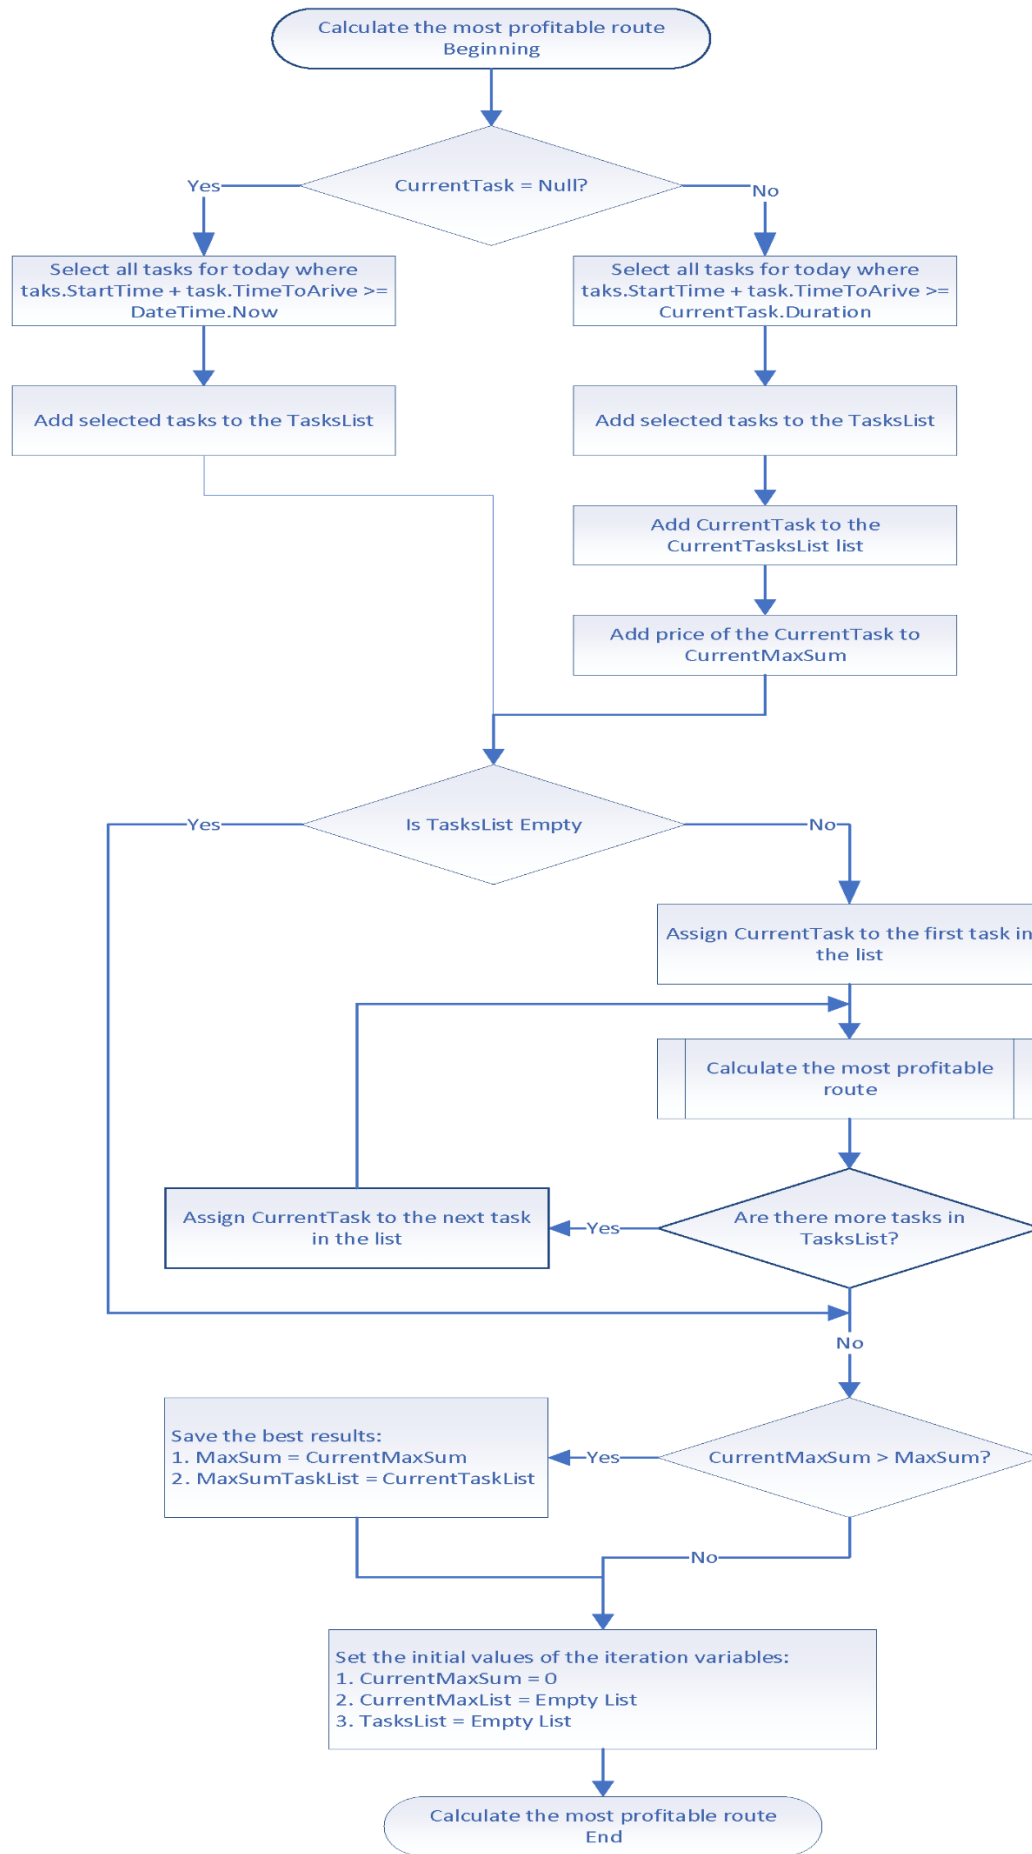 Calculate the most profitable route
Beginning
CurrentTask = Null?
Yes
No
Select all tasks for today where
taks.StartTime + task.TimeToArive >=
DateTime.Now
Select all tasks for today where
taks.StartTime + task.TimeToArive >=
CurrentTask.Duration
Add selected tasks to the TasksList
Add selected tasks to the TasksList
Add CurrentTask to the
CurrentTasksList list
Add price of the CurrentTask to
CurrentMaxSum
Is TasksList Empty
Yes
No
Assign CurrentTask to the first task in
the list
Calculate the most profitable
route
Are there more tasks in
TasksList?
Yes
Assign CurrentTask to the next task
in the list
No
CurrentMaxSum > MaxSum?
Yes
Save the best results:
1. MaxSum = CurrentMaxSum
2. MaxSumTaskList = CurrentTaskList
No
Set the initial values of the iteration variables:
1. CurrentMaxSum = 0
2. CurrentMaxList = Empty List
3. TasksList = Empty List
Calculate the most profitable route
End